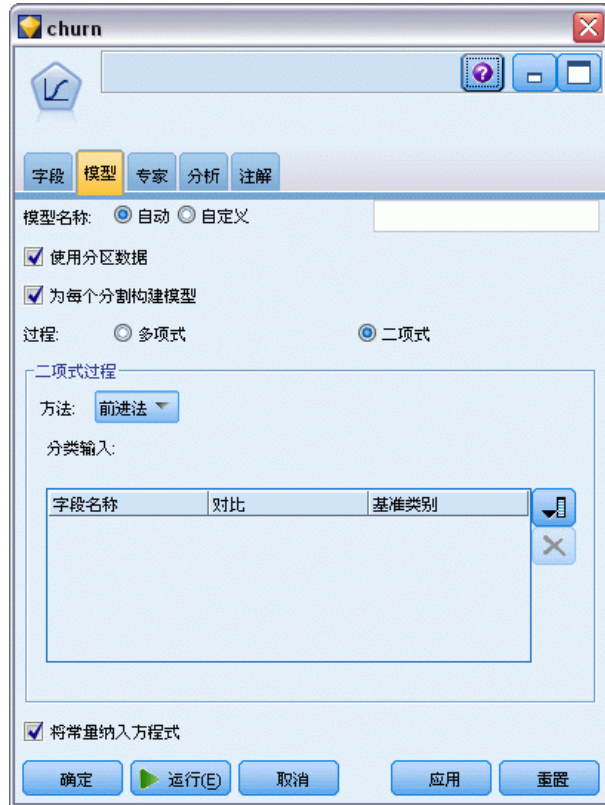 churn
字段 模型 专家 分析 注解
模型名称: 自动 自定义
使用分区数据
为每个分割构建模型
过程: 多项式 二项式
二项式过程
方法: 前进法
分类输入:
字段名称 对比 基准类别
将常量纳入方程式
确定 运行(E) 取消 应用 重置